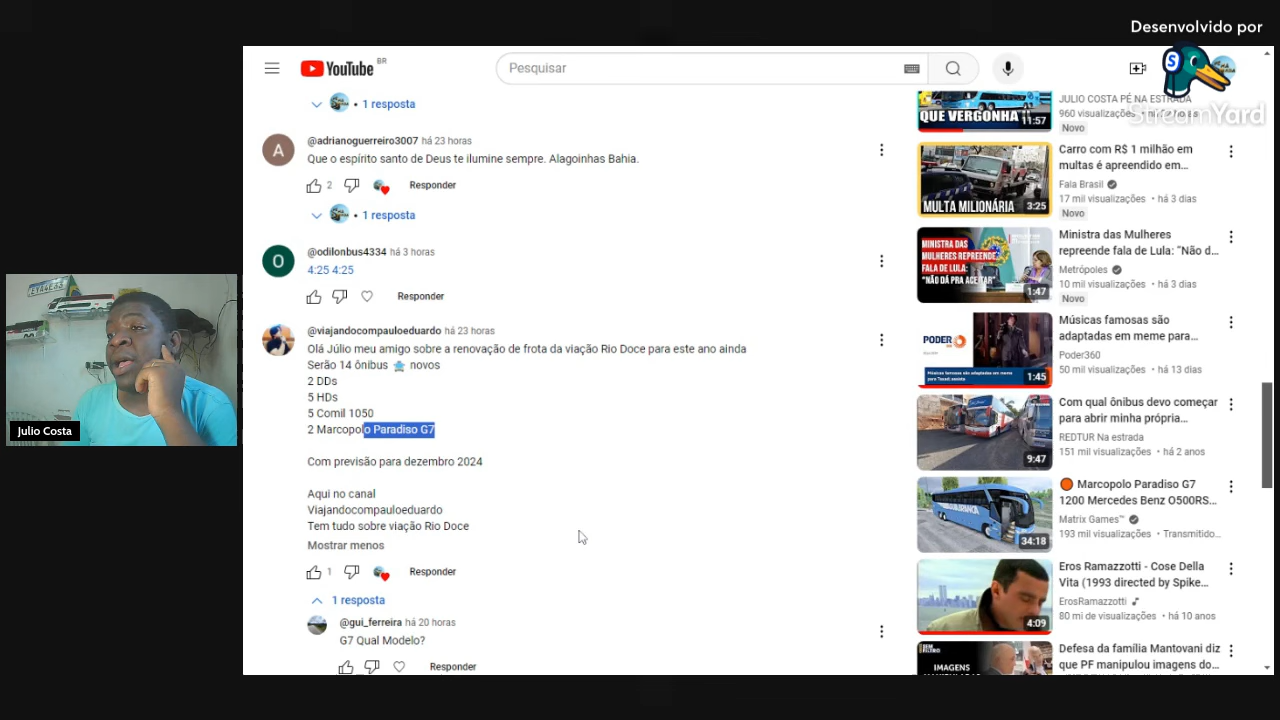 Desenvolvido por
StreamYard
YouTube BR
Pesquisar
1 resposta
@adrianoguerreiro3007 há 23 horas
Que o espírito santo de Deus te ilumine sempre. Alagoinhas Bahia.
2
Responder
1 resposta
@odilonbus4334 há 3 horas
4:25 4:25
Responder
@viajandocompauloeduardo há 23 horas
Olá Júlio meu amigo sobre a renovação de frota da viação Rio Doce para este ano ainda
Serão 14 ônibus novos
2 DDs
5 HDs
5 Comil 1050
2 Marcopolo Paradiso G7
Com previsão para dezembro 2024
Aqui no canal
Viajandocompauloeduardo
Tem tudo sobre viação Rio Doce
Mostrar menos
1
Responder
1 resposta
@gui_ferreira há 20 horas
G7 Qual Modelo?
Responder
Julio Costa
QUE VERGONHA
11:57
JULIO COSTA PÉ NA ESTRADA
960 visualizações
Novo
MULTA MILIONÁRIA
3:25
Carro com R$ 1 milhão em
multas é apreendido em...
Faia Brasil
17 mil visualizações • há 3 dias
Novo
MINISTRA DAS
MULHERES REPREENDE
FALA DE LULA:
"NÃO DÁ PRA ACEITAR"
1:47
Ministra das Mulheres
repreende fala de Lula: “Não d...
Metrópoles
10 mil visualizações • há 3 dias
Novo
PODER
1:45
Músicas famosas são
adaptadas em meme para...
Poder360
50 mil visualizações • há 13 dias
9:47
Com qual ônibus devo começar
para abrir minha própria...
REDTUR Na estrada
151 mil visualizações • há 2 anos
34:18
Marcopolo Paradiso G7
1200 Mercedes Benz O500RS...
Matrix Games™
193 mil visualizações • Transmitido...
4:09
Eros Ramazzotti - Cose Della
Vita (1993 directed by Spike...
ErosRamazzotti
80 mi de visualizações • há 10 anos
IMAGENS
Defesa da família Mantovani diz
que PF manipulou imagens do...